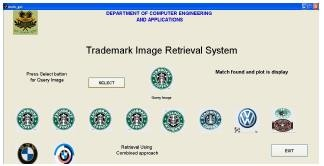 DEPARTMENT OF COMPUTER ENGINEERING
AND APPLICATIONS
Trademark Image Retrieval System
Press Select button
for Query Image
SELECT
Match found and plot is display
Query Image
Retrieval Using
Combined approach
EXIT